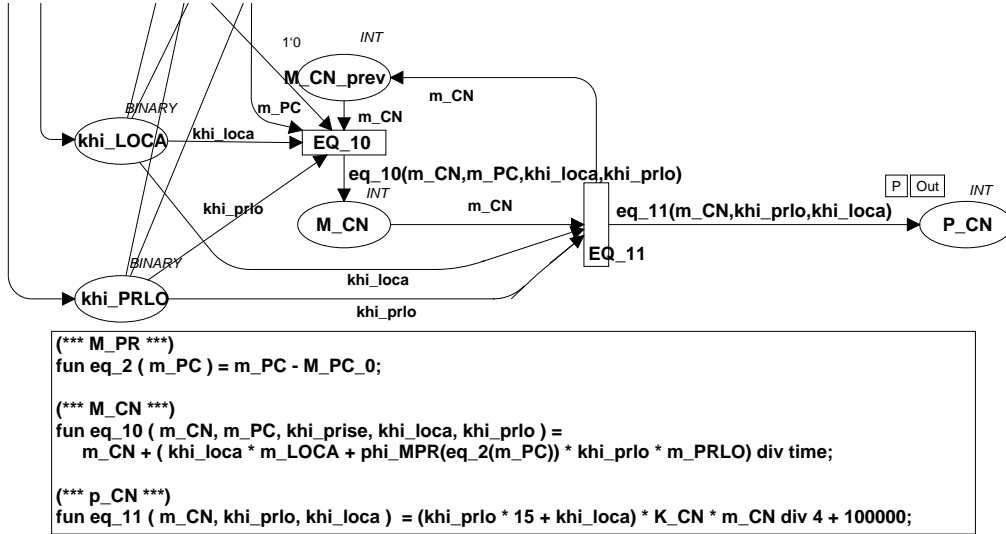 1'0
INT
M_CN_prev
m_CN
BINARY
m_PC
m_CN
khi_LOCA
khi_loca
EQ_10
eq_10(m_CN,m_PC,khi_loca,khi_prlo)
INT
P
Out
INT
khi_prlo
m_CN
M_CN
eq_11(m_CN,khi_prlo,khi_loca)
P_CN
BINARY
EQ_11
khi_loca
khi_PRLO
khi_prlo
(*** M_PR ***)
fun eq_2 ( m_PC ) = m_PC - M_PC_0;
(*** M_CN ***)
fun eq_10 ( m_CN, m_PC, khi_prise, khi_loca, khi_prlo ) =
m_CN + ( khi_loca * m_LOCA + phi_MPR(eq_2(m_PC)) * khi_prlo * m_PRLO) div time;
(*** p_CN ***)
fun eq_11 ( m_CN, khi_prlo, khi_loca ) = (khi_prlo * 15 + khi_loca) * K_CN * m_CN div 4 + 100000;